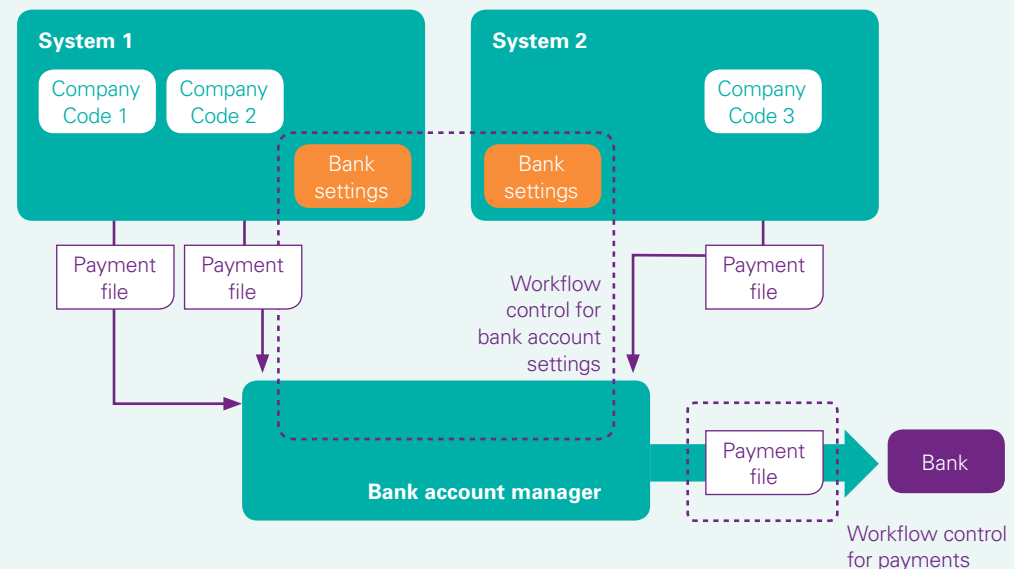 System 1
System 2
Company
Code 1
Company
Code 2
Company
Code 3
Bank
settings
Bank
settings
Payment
file
Payment
file
Payment
file
Workflow
control for
bank account
settings
Bank account manager
Payment
file
Bank
Workflow control
for payments